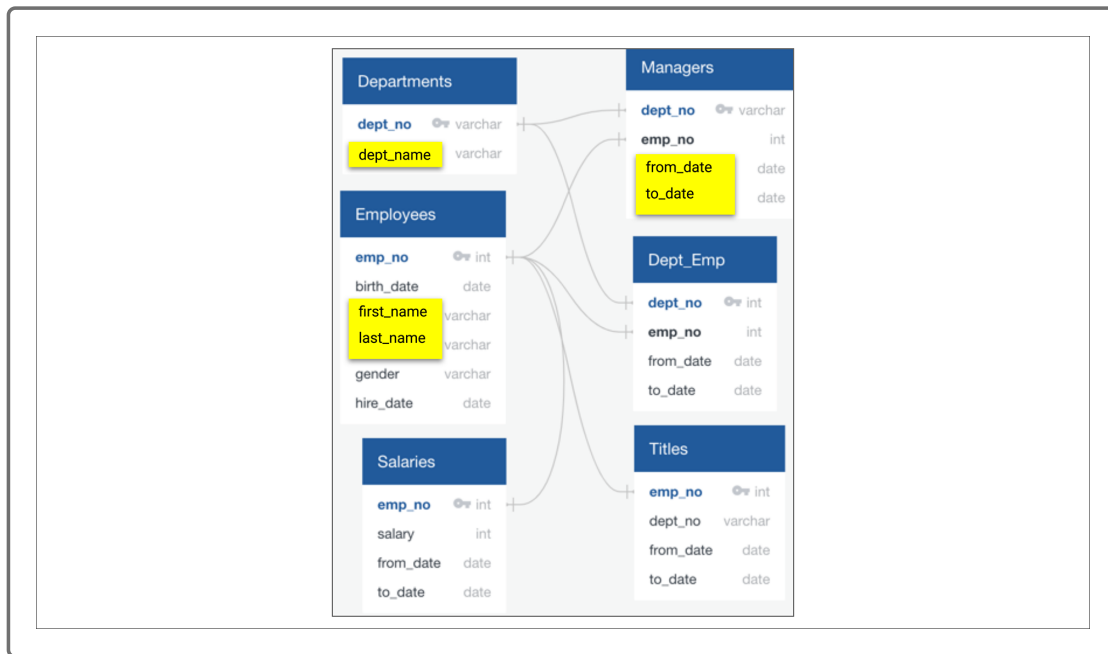 Departments
dept_no varchar
dept_name varchar
Employees
emp_no int
birth_date date
first_name varchar
last_name varchar
gender varchar
hire_date date
Salaries
emp_no int
salary int
from_date date
to_date date
Managers
dept_no varchar
emp_no int
from_date date
to_date date
Dept_Emp
dept_no int
emp_no int
from_date date
to_date date
Titles
emp_no int
dept_no varchar
from_date date
to_date date